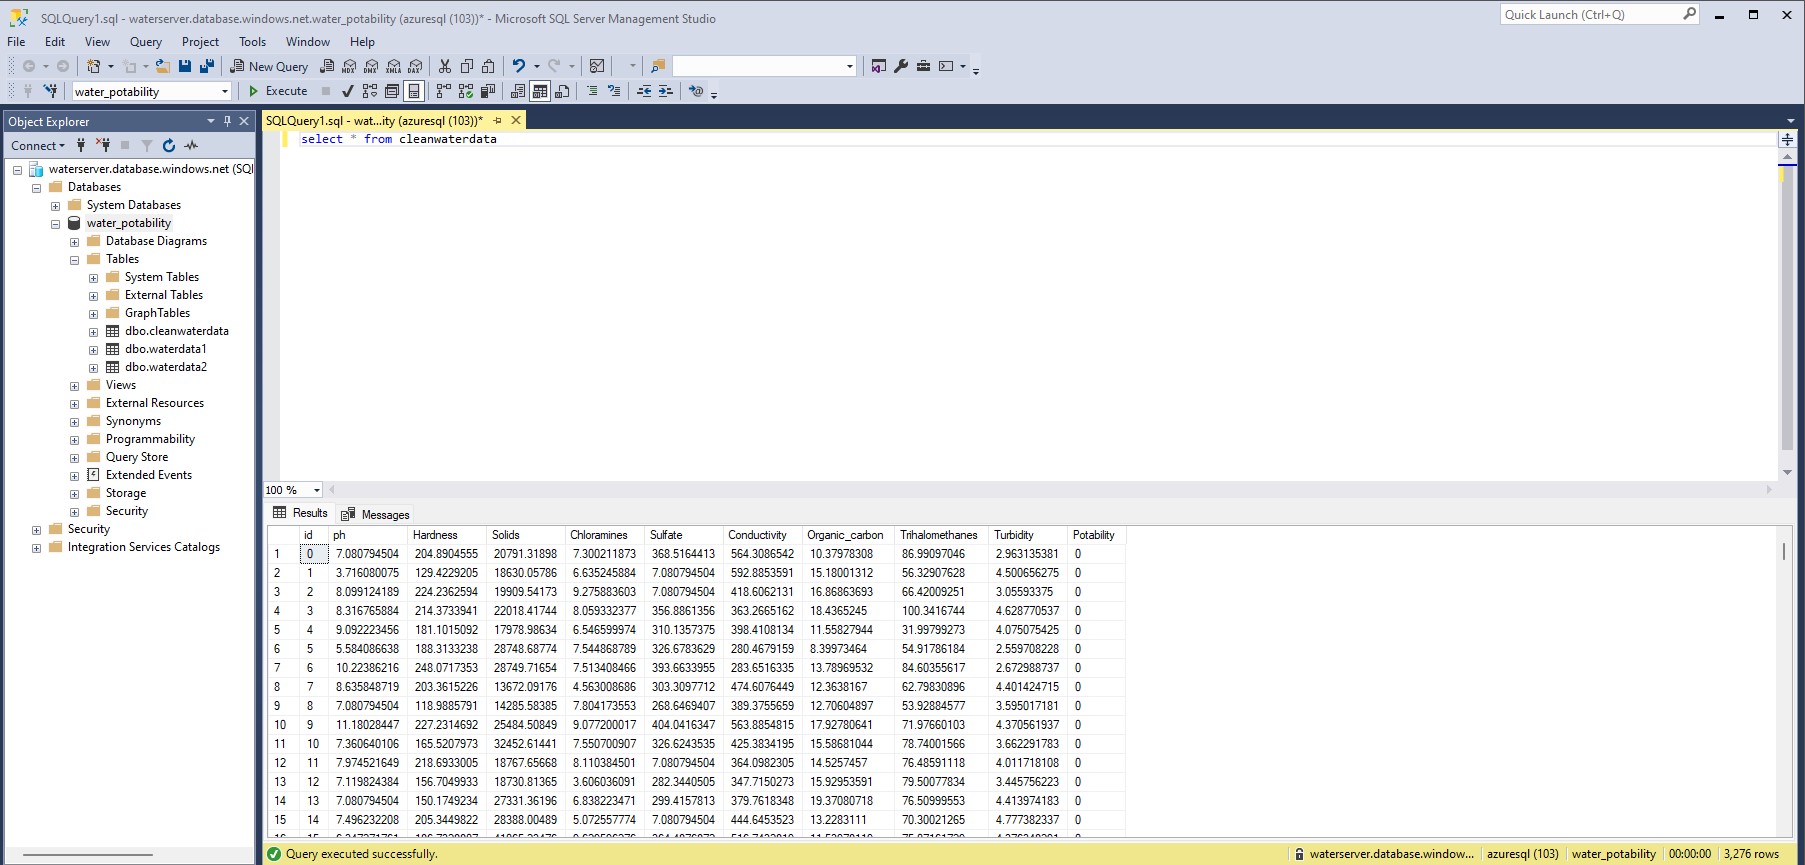 SQLQuery1.sql - waterserver.database.windows.net.water_potability (azuresql (103))* - Microsoft SQL Server Management Studio
Quick Launch (Ctrl+Q)
File Edit View Query Project Tools Window Help
New Query MDX DMX XMLA DAX
water_potability Execute
Object Explorer
Connect
waterserver.database.windows.net (SQl
Databases
System Databases
water_potability
Database Diagrams
Tables
System Tables
External Tables
GraphTables
dbo.cleanwaterdata
dbo.waterdata1
dbo.waterdata2
Views
External Resources
Synonyms
Programmability
Query Store
Extended Events
Storage
Security
Security
Integration Services Catalogs
SQLQuery1.sql - wat...ity (azuresql (103))*
select * from cleanwaterdata
100 %
Results Messages
id ph Hardness Solids Chloramines Sulfate Conductivity Organic_carbon Trihalomethanes Turbidity Potability
1 0 7.080794504 204.8904555 20791.31898 7.300211873 368.5164413 564.3086542 10.37978308 86.99097046 2.963135381 0
2 1 3.716080075 129.4229205 18630.05786 6.635245884 7.080794504 592.8853591 15.18001312 56.32907628 4.500656275 0
3 2 8.099124189 224.2362594 19909.54173 9.275883603 7.080794504 418.6062131 16.86863693 66.42009251 3.05593375 0
4 3 8.316765884 214.3733941 22018.41744 8.059332377 356.8861356 363.2665162 18.4365245 100.3416744 4.628770537 0
5 4 9.092223456 181.1015092 17978.98634 6.546599974 310.1357375 398.4108134 11.55827944 31.99799273 4.075075425 0
6 5 5.584086638 188.3133238 28748.68774 7.544868789 326.6783629 280.4679159 8.39973464 54.91786184 2.559708228 0
7 6 10.22386216 248.0717353 28749.71654 7.513408466 393.6633955 283.6516335 13.78969532 84.60355617 2.672988737 0
8 7 8.635848719 203.3615226 13672.09176 4.563008686 303.3097712 474.6076449 12.3638167 62.79830896 4.401424715 0
9 8 7.080794504 118.9885791 14285.58385 7.804173553 268.6469407 389.3755659 12.70604897 53.92884577 3.595017181 0
10 9 11.18028447 227.2314692 25484.50849 9.077200017 404.0416347 563.8854815 17.92780641 71.97660103 4.370561937 0
11 10 7.360640106 165.5207973 32452.61441 7.550700907 326.6243535 425.3834195 15.58681044 78.74001566 3.662291783 0
12 11 7.974521649 218.6933005 18767.65668 8.110384501 7.080794504 364.0982305 14.5257457 76.48591118 4.011718108 0
13 12 7.119824384 156.7049933 18730.81365 3.606036091 282.3440505 347.7150273 15.92953591 79.50077834 3.445756223 0
14 13 7.080794504 150.1749234 27331.36196 6.838223471 299.4157813 379.7618348 19.37080718 76.50999553 4.413974183 0
15 14 7.496232208 205.3449822 28388.00489 5.072557774 7.080794504 444.6453523 13.2283111 70.30021265 4.777382337 0
Query executed successfully. waterserver.database.window... azuresql (103) water_potability 00:00:00 3,276 rows